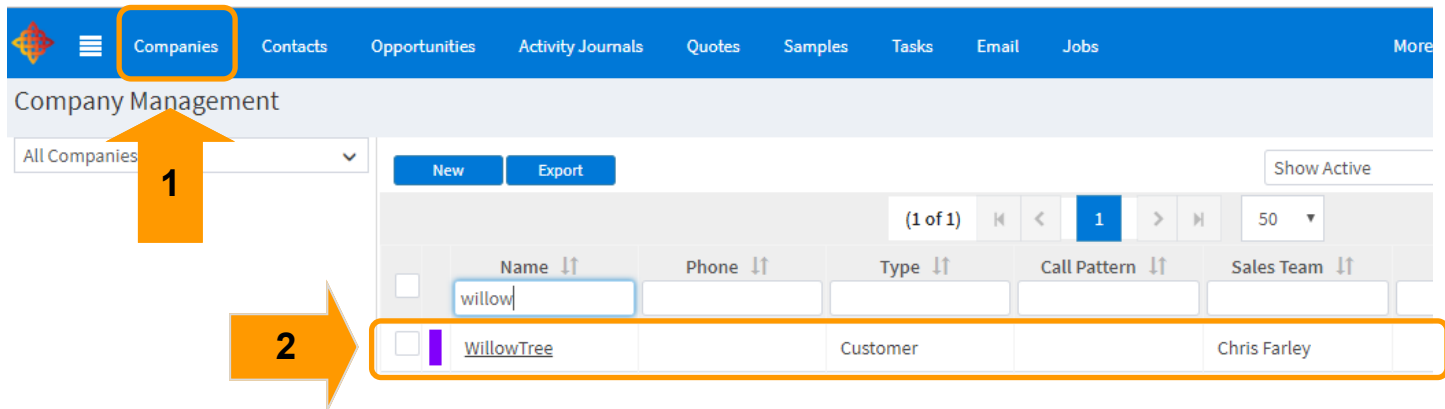 Companies Contacts Opportunities Activity Journals Quotes Samples Tasks Email Jobs More
Company Management
All Companies
1
New Export Show Active
(1 of 1) 1 50
Name Phone Type Call Pattern Sales Team
willow
2
WillowTree Customer Chris Farley